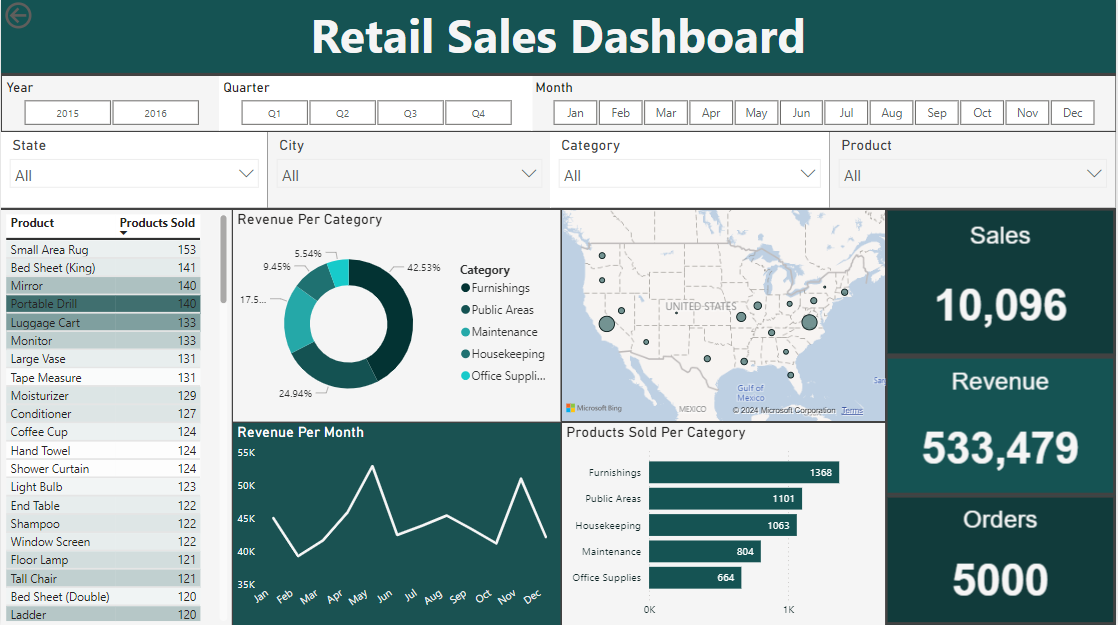 Retail Sales Dashboard
Year
2015 2016
Quarter
Q1 Q2 Q3 Q4
Month
Jan Feb Mar Apr May Jun Jul Aug Sep Oct Nov Dec
State
All
City
All
Category
All
Product
All
Product Products Sold
Small Area Rug 153
Bed Sheet (King) 141
Mirror 140
Portable Drill 140
Luggage Cart 133
Monitor 133
Large Vase 131
Tape Measure 131
Moisturizer 129
Conditioner 127
Coffee Cup 124
Hand Towel 124
Shower Curtain 124
Light Bulb 123
End Table 122
Shampoo 122
Window Screen 122
Floor Lamp 121
Tall Chair 121
Bed Sheet (Double) 120
Ladder 120
Revenue Per Category
5.54%
9.45%
42.53%
17.5...
24.94%
Category
Furnishings
Public Areas
Maintenance
Housekeeping
Office Suppli...
UNITED STATES
Gulf of
Mexico
MEXICO
San
Microsoft Bing
© 2024 Microsoft Corporation Terms
Revenue Per Month
55K
50K
45K
40K
35K
Jan Feb Mar Apr May Jun Jul Aug Sep Oct Nov Dec
Products Sold Per Category
Furnishings 1368
Public Areas 1101
Housekeeping 1063
Maintenance 804
Office Supplies 664
0K 1K
Sales
10,096
Revenue
533,479
Orders
5000